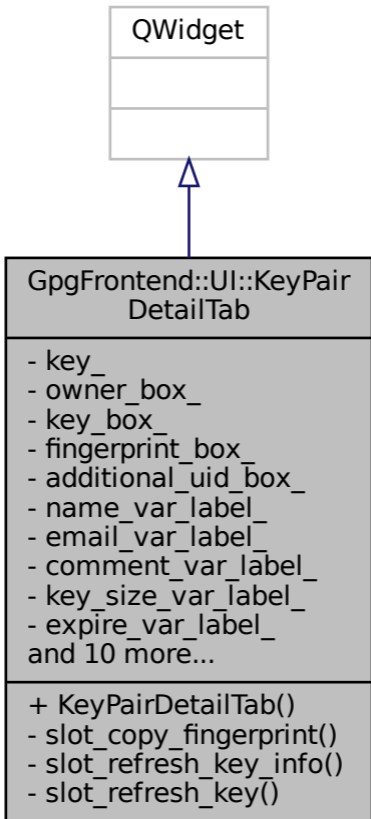 QWidget
GpgFrontend::UI::KeyPair
DetailTab
- key_
- owner_box_
- key_box_
- fingerprint_box_
- additional_uid_box_
- name_var_label_
- email_var_label_
- comment_var_label_
- key_size_var_label_
- expire_var_label_
and 10 more...
+ KeyPairDetailTab()
- slot_copy_fingerprint()
- slot_refresh_key_info()
- slot_refresh_key()